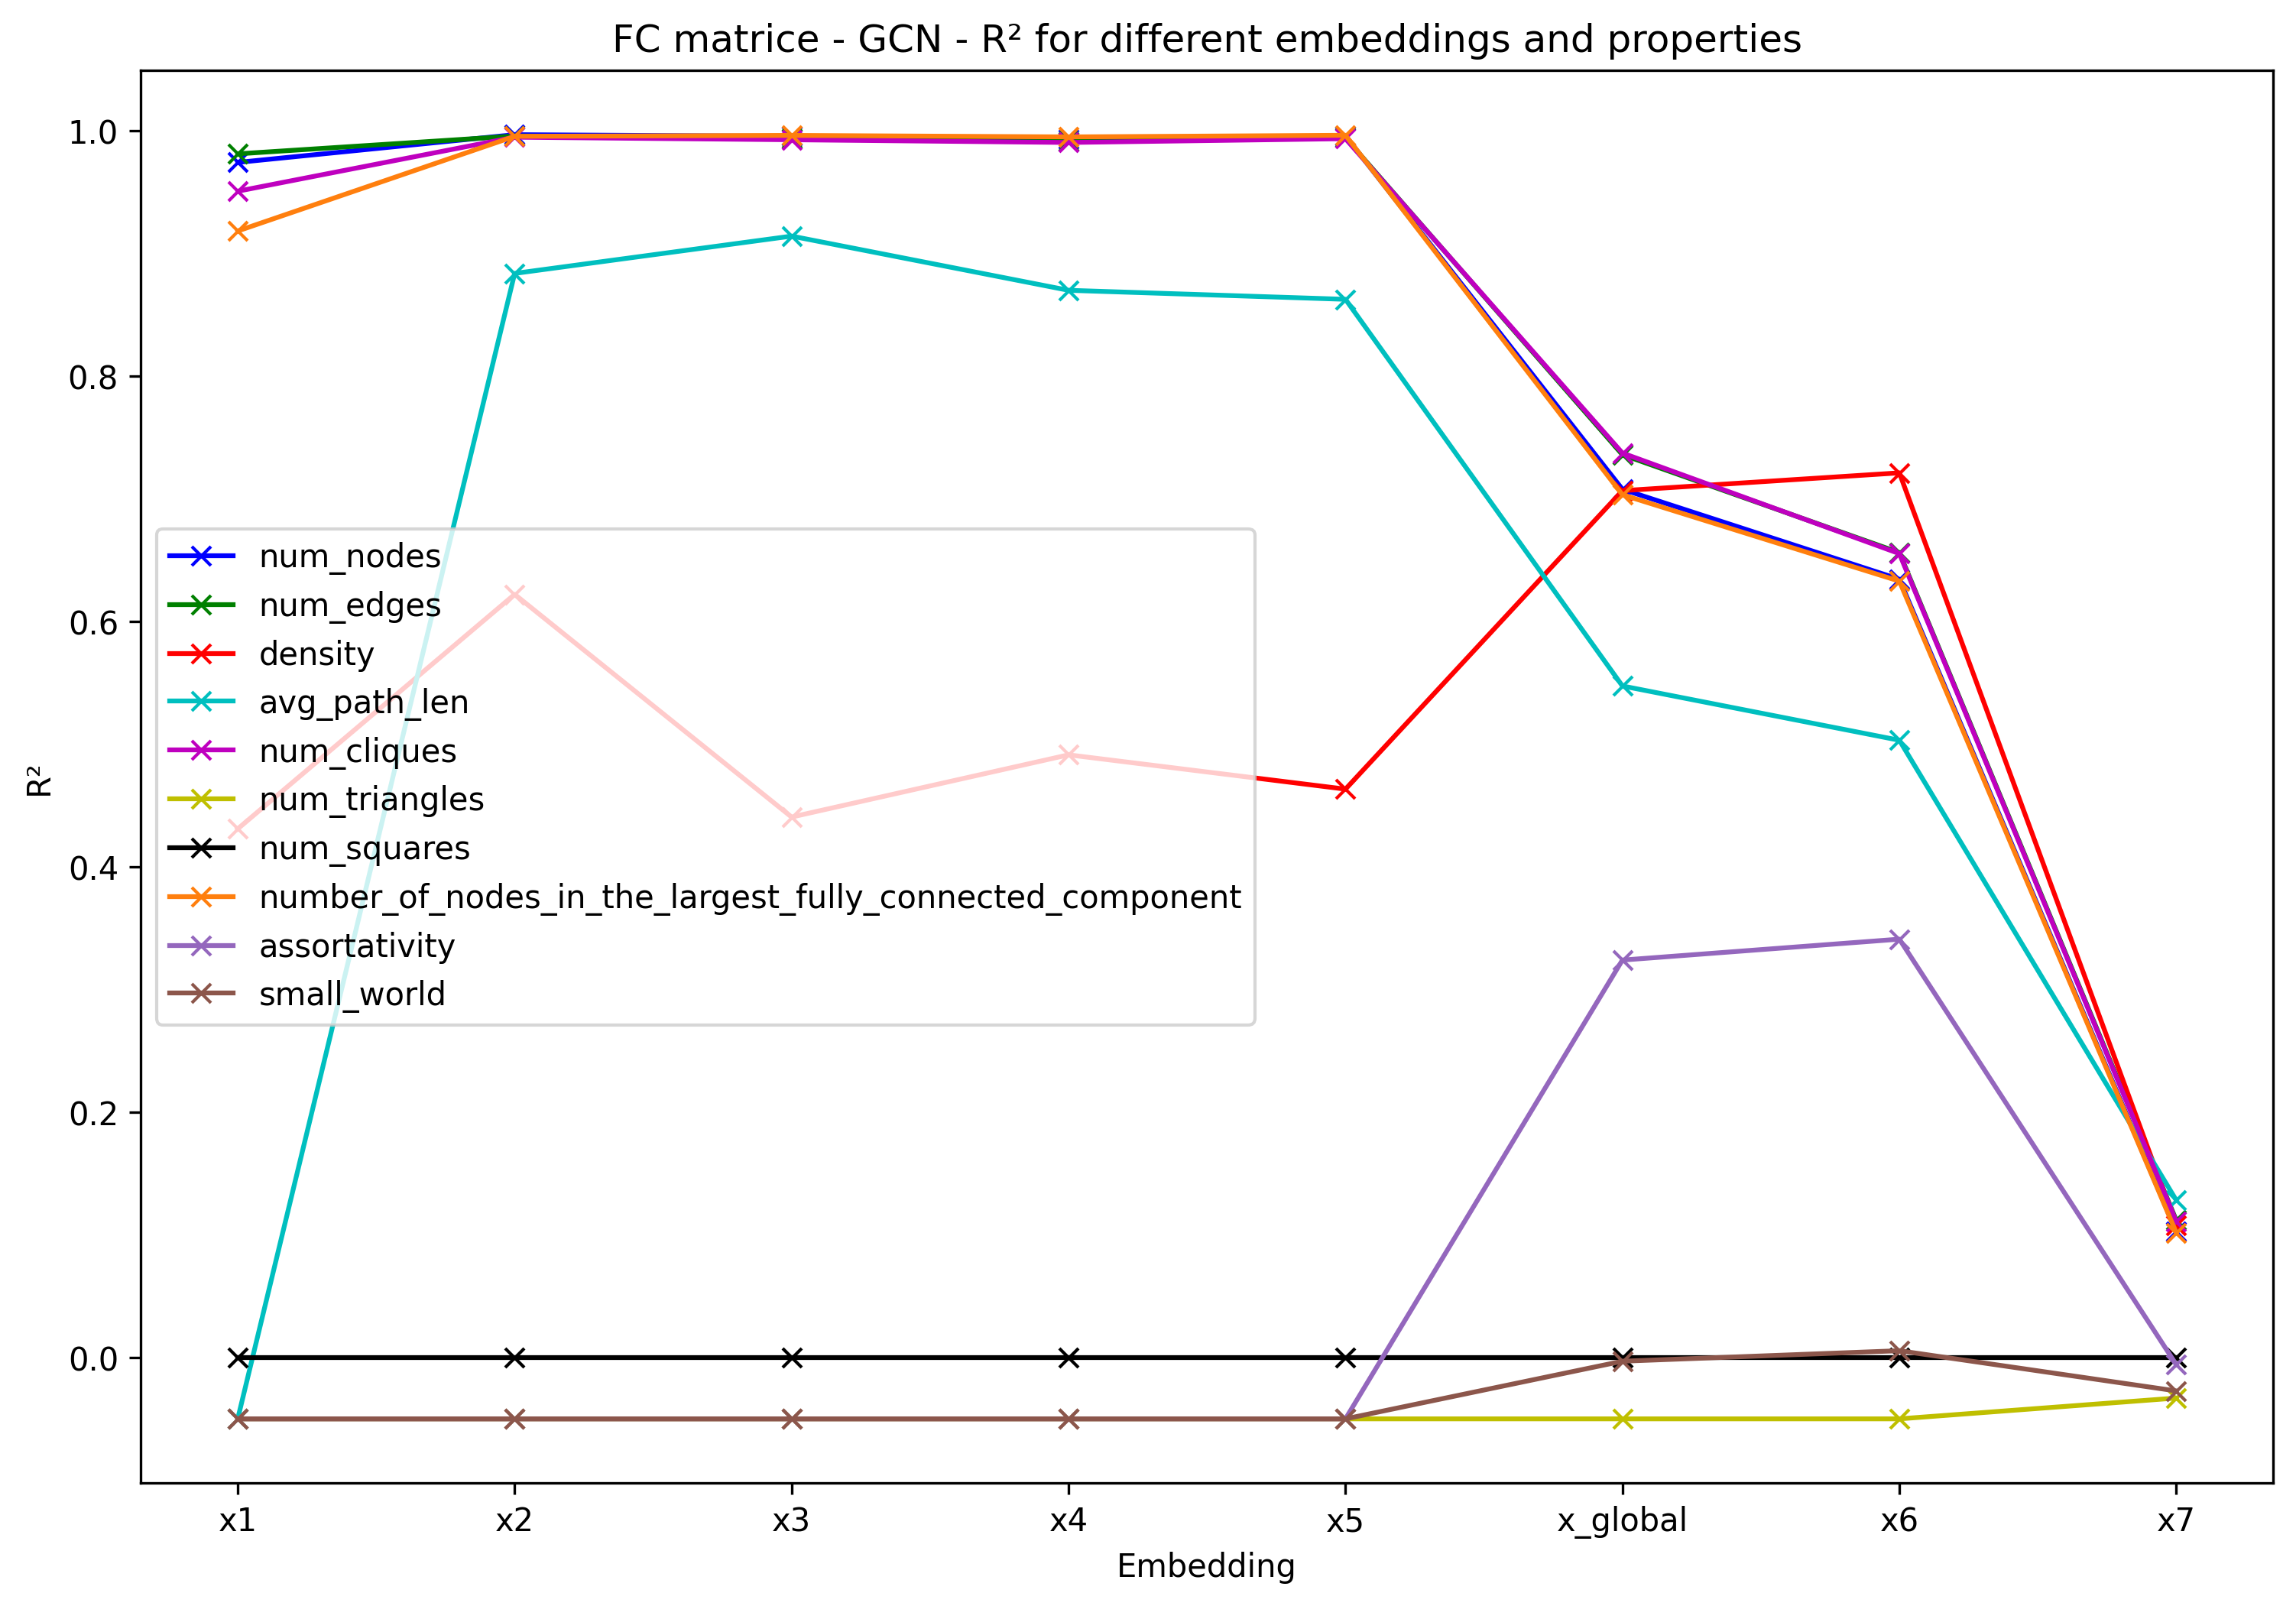 FC matrice - GCN - R² for different embeddings and properties
1.0
0.8
0.6
0.4
0.2
0.0
R²
num_nodes
num_edges
density
avg_path_len
num_cliques
num_triangles
num_squares
number_of_nodes_in_the_largest_fully_connected_component
assortativity
small_world
x1 x2 x3 x4 x5 x_global x6 x7
Embedding